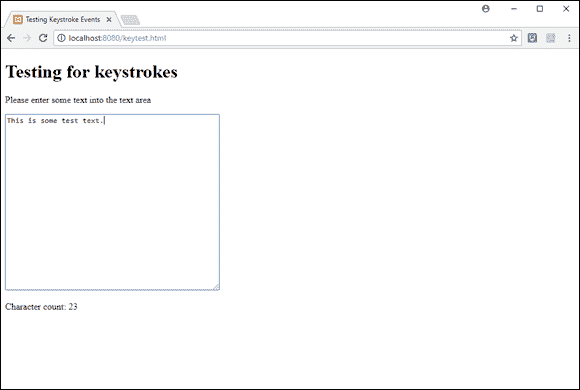 Testing Keystroke Events
localhost:8080/keytest.html
Testing for keystrokes
Please enter some text into the text area
This is some test text.
Character count: 23